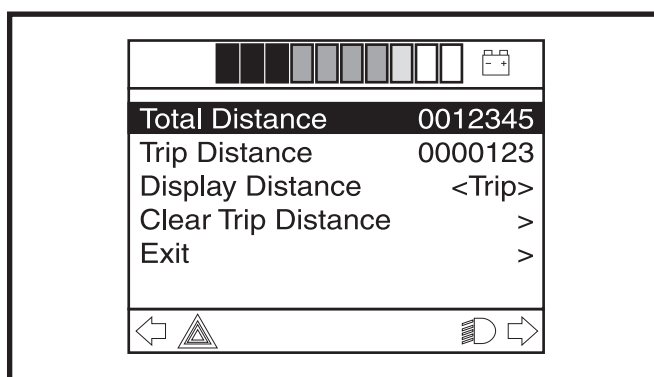 - +
Total Distance 0012345
Trip Distance 0000123
Display Distance <Trip>
Clear Trip Distance >
Exit >